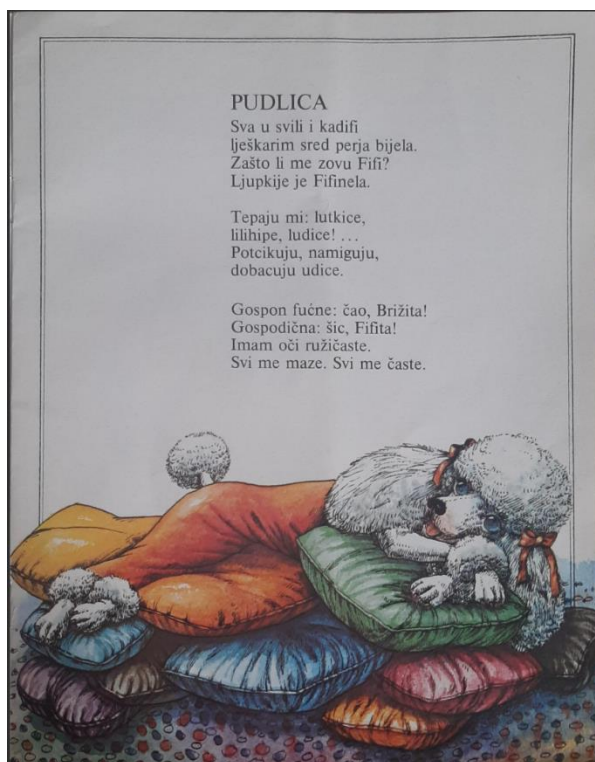 PUDLICA
Sva u svili i kadifi
lješkarim sred perja bijela.
Zašto li me zovu Fifi?
Ljupkije je Fifinela.
Tepaju mi: lutkice,
lilihipe, ludice! ...
Potcikuju, namiguju,
dobacuju udice.
Gospon fućne: čao, Brižita!
Gospodična: šic, Fifita!
Imam oči ružičaste.
Svi me maze. Svi me časte.